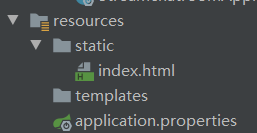 resources
static
index.html
templates
application.properties